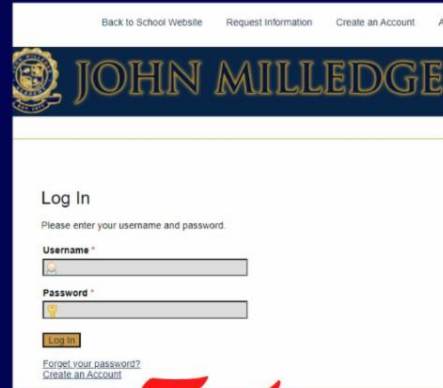 Back to School Website Request Information Create an Account
JOHN MILLEDGE
Log In
Please enter your username and password.
Username *
Password *
Log In
Forget your password?
Create an Account